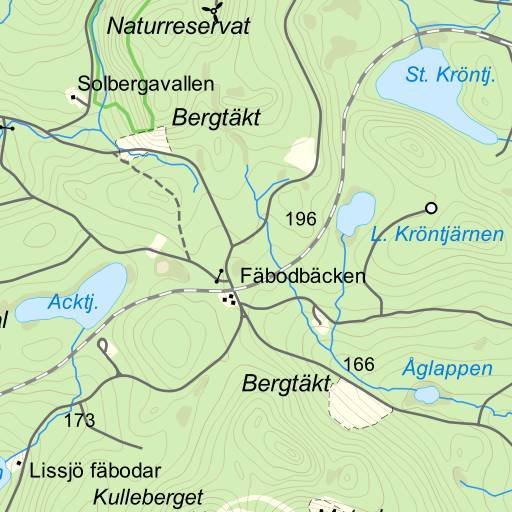 Naturreservat
St. Kröntj.
Solbergavallen
Bergtäkt
196
L. Kröntjärnen
Fäbodbäcken
Acktj.
166
Åglappen
Bergtäkt
173
Lissjö fäbodar
Kulleberget